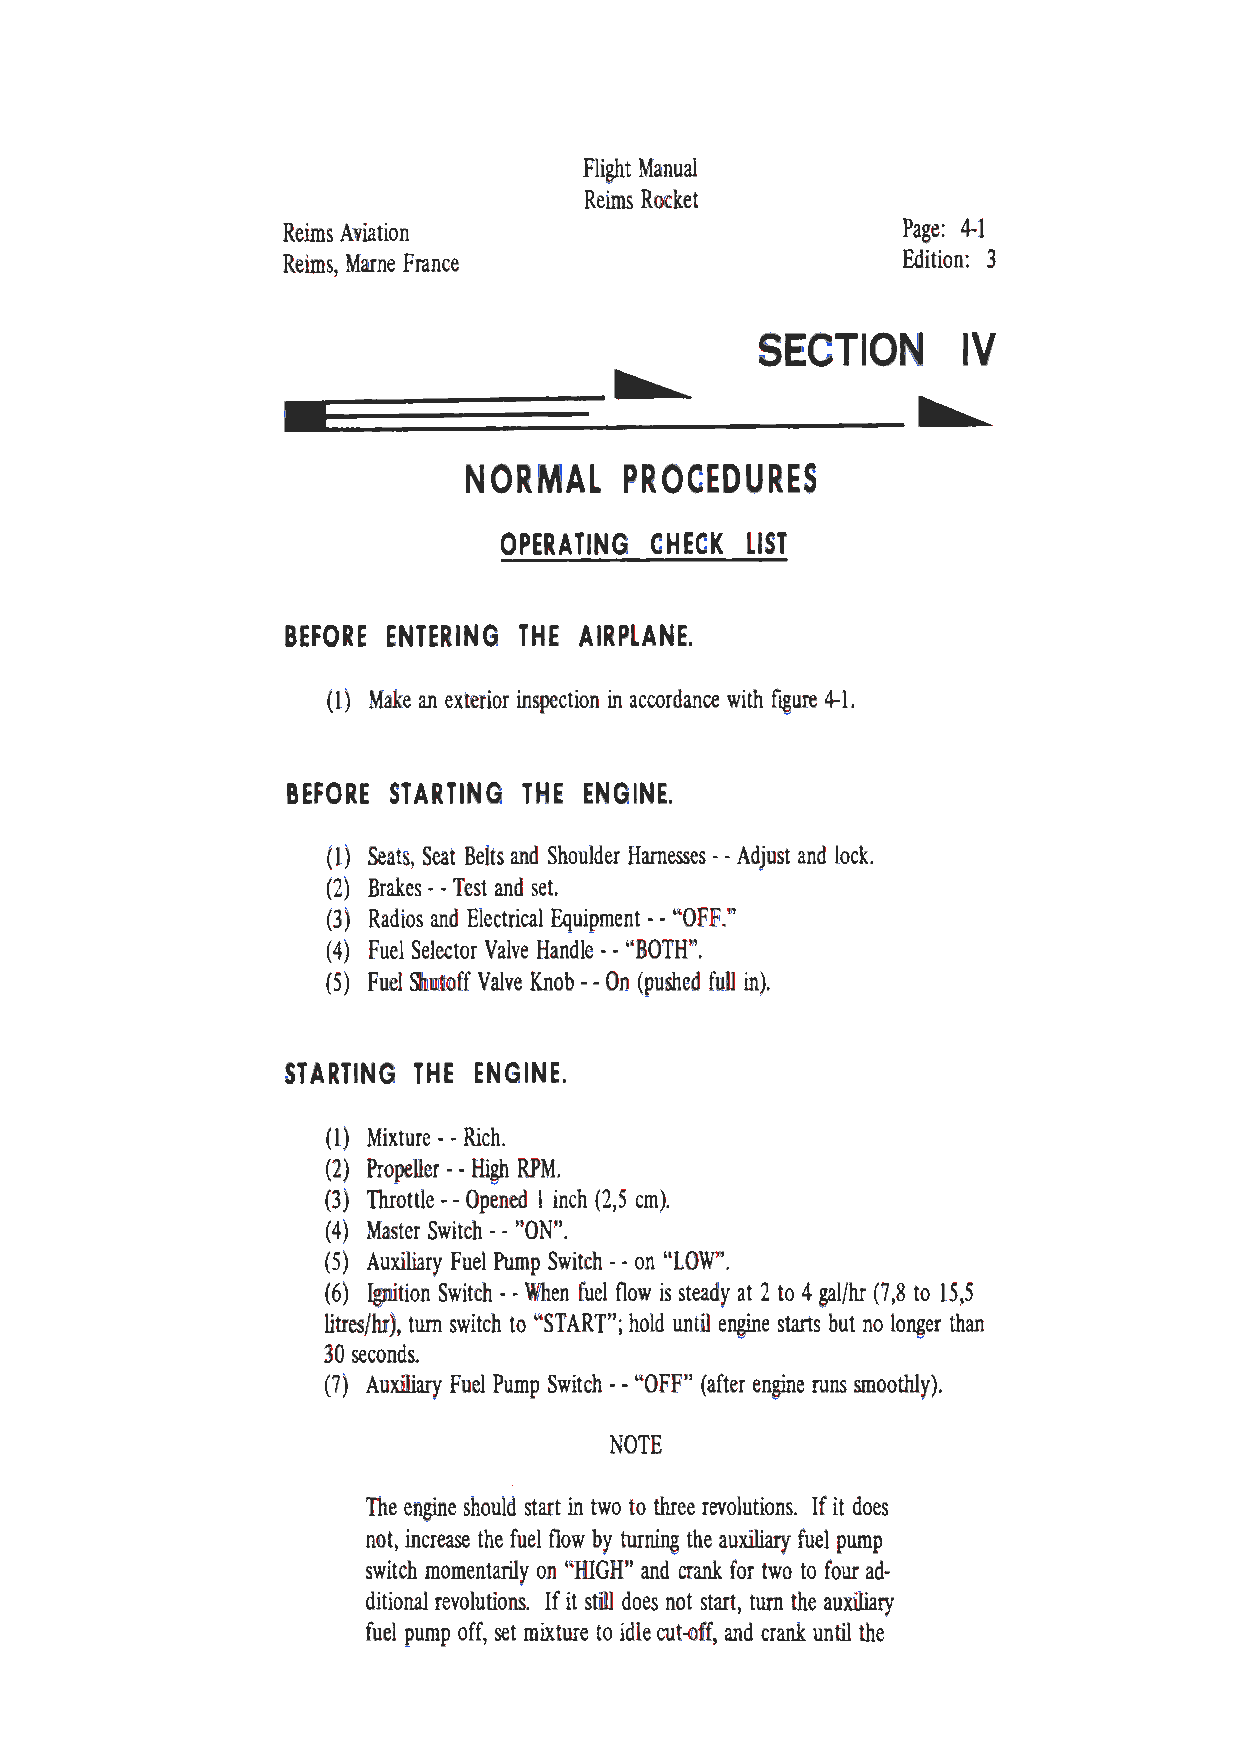 Flight Manual
Reims Rocket
Reims Aviation
Page: 4-1
Reims, Marne France
Edition: 3
SECTION IV
NORMAL PROCEDURES
OPERATING CHECK LIST
BEFORE ENTERING THE AIRPLANE.
(1) Make an exterior inspection in accordance with figure 4-1.
BEFORE STARTING THE ENGINE.
(1) Seats, Seat Belts and Shoulder Harnesses - - Adjust and lock.
(2) Brakes - - Test and set.
(3) Radios and Electrical Equipment - - “OFF.”
(4) Fuel Selector Valve Handle - - “BOTH”.
(5) Fuel Shutoff Valve Knob - - On (pushed full in).
STARTING THE ENGINE.
(1) Mixture - - Rich.
(2) Propeller - - High RPM.
(3) Throttle - - Opened 1 inch (2,5 cm).
(4) Master Switch - - ”ON”.
(5) Auxiliary Fuel Pump Switch - - on “LOW”.
(6) Ignition Switch - - When fuel flow is steady at 2 to 4 gal/hr (7,8 to 15,5
litres/hr), turn switch to “START”; hold until engine starts but no longer than
30 seconds.
(7) Auxiliary Fuel Pump Switch - - “OFF” (after engine runs smoothly).
NOTE
The engine should start in two to three revolutions. If it does
not, increase the fuel flow by turning the auxiliary fuel pump
switch momentarily on “HIGH” and crank for two to four ad-
ditional revolutions. If it still does not start, turn the auxiliary
fuel pump off, set mixture to idle cut-off, and crank until the